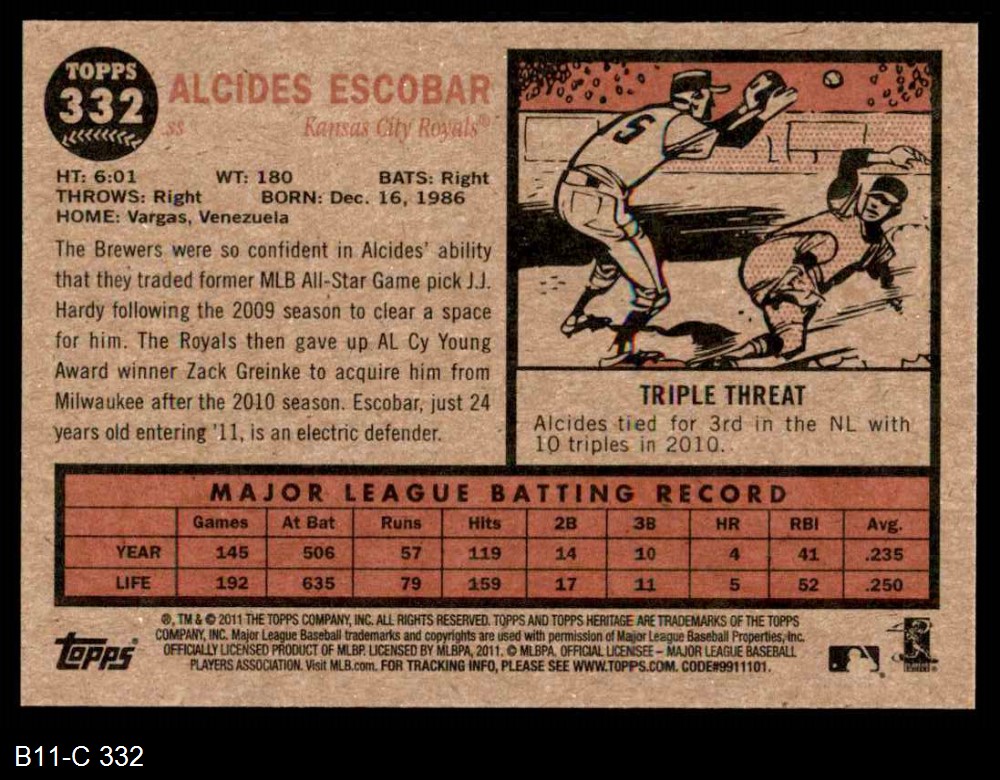 TOPPS
332
ALCIDES ESCOBAR
ss Kansas City Royals®
HT: 6:01 WT: 180 BATS: Right
THROWS: Right BORN: Dec. 16, 1986
HOME: Vargas, Venezuela
The Brewers were so confident in Alcides' ability
that they traded former MLB All-Star Game pick J.J.
Hardy following the 2009 season to clear a space
for him. The Royals then gave up AL Cy Young
Award winner Zack Greinke to acquire him from
Milwaukee after the 2010 season. Escobar, just 24
years old entering '11, is an electric defender.
5
TRIPLE THREAT
Alcides tied for 3rd in the NL with
10 triples in 2010.
MAJOR LEAGUE BATTING RECORD
Games At Bat Runs Hits 2B 3B HR RBI Avg.
YEAR 145 506 57 119 14 10 4 41 .235
LIFE 192 635 79 159 17 11 5 52 .250
®, TM & © 2011 THE TOPPS COMPANY, INC. ALL RIGHTS RESERVED. TOPPS AND TOPPS HERITAGE ARE TRADEMARKS OF THE TOPPS
COMPANY, INC. Major League Baseball trademarks and copyrights are used with permission of Major League Baseball Properties, Inc.
OFFICIALLY LICENSED PRODUCT OF MLBP. LICENSED BY MLBPA, 2011. © MLBPA. OFFICIAL LICENSEE – MAJOR LEAGUE BASEBALL
PLAYERS ASSOCIATION. Visit MLB.com. FOR TRACKING INFO, PLEASE SEE WWW.TOPPS.COM. CODE#9911101.
Topps®
B11-C 332